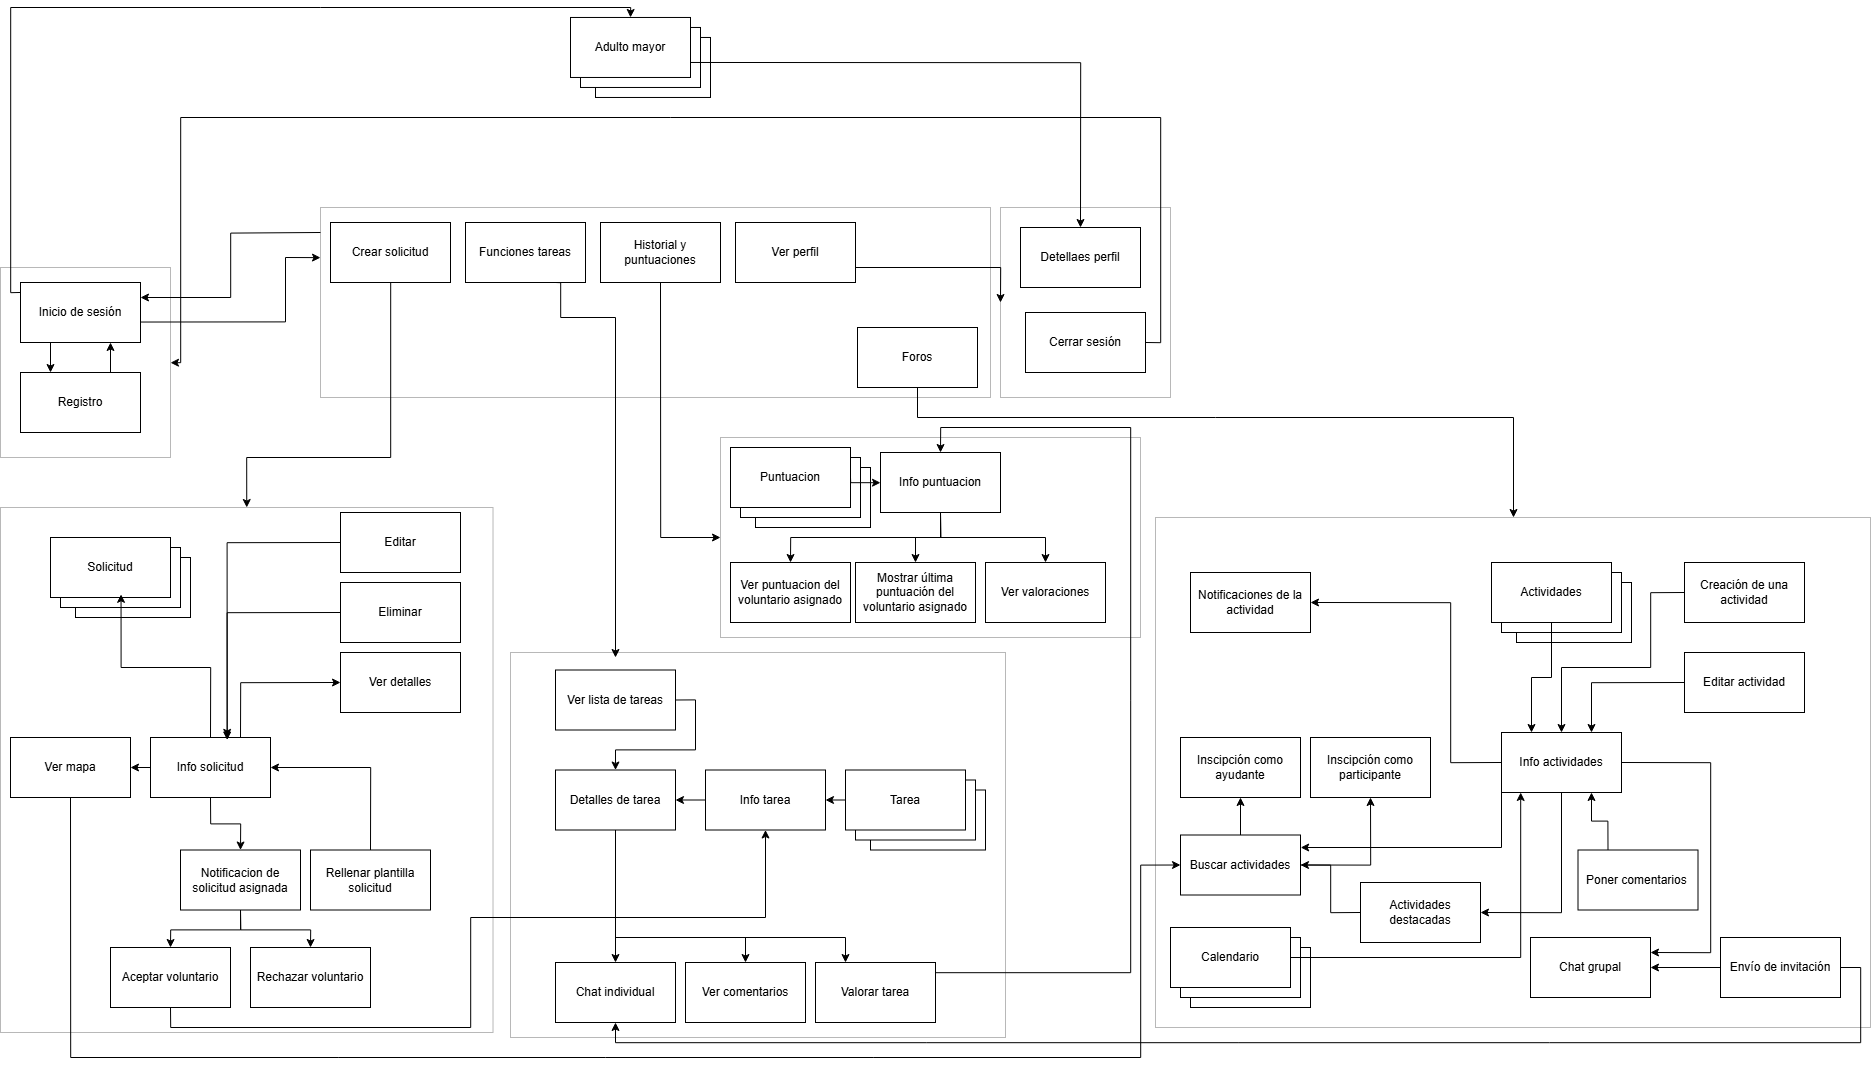 Adulto mayor
Crear solicitud
Funciones tareas
Historial y
puntuaciones
Ver perfil
Detellaes perfil
Inicio de sesión
Cerrar sesión
Foros
Registro
Puntuacion
Info puntuacion
Ver puntuacion del
voluntario asignado
Mostrar última
puntuación del
voluntario asignado
Ver valoraciones
Solicitud
Editar
Eliminar
Ver detalles
Ver mapa
Info solicitud
Notificacion de
solicitud asignada
Rellenar plantilla
solicitud
Aceptar voluntario
Rechazar voluntario
Ver lista de tareas
Detalles de tarea
Info tarea
Tarea
Chat individual
Ver comentarios
Valorar tarea
Notificaciones de la
actividad
Actividades
Creación de una
actividad
Editar actividad
Inscipción como
ayudante
Inscipción como
participante
Info actividades
Buscar actividades
Actividades
destacadas
Poner comentarios
Calendario
Chat grupal
Envío de invitación